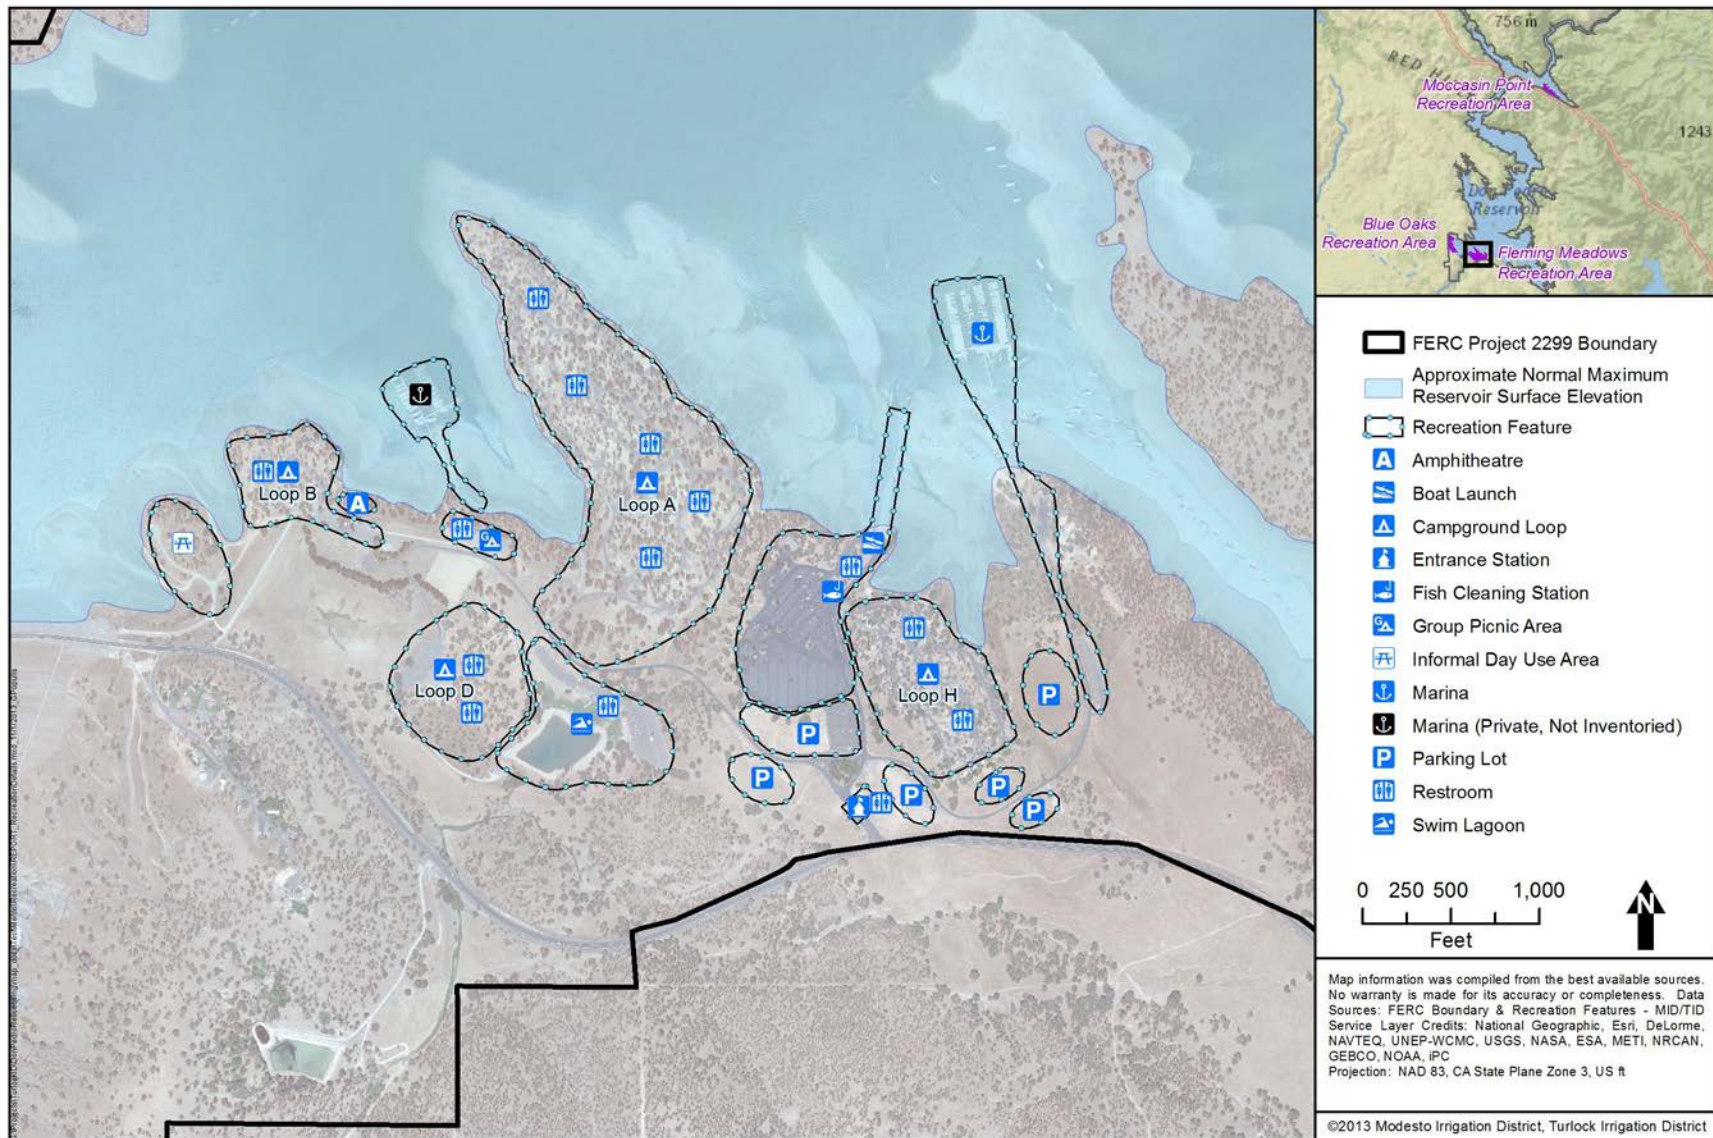 756 m
RED HI
Moccasin Point
Recreation Area
1243
Reservoir
Blue Oaks
Recreation Area
Fleming Meadows
Recreation Area
Loop B
A
Loop A
G
Loop D
Loop H
P
P
P
P
P
P
FERC Project 2299 Boundary
Approximate Normal Maximum
Reservoir Surface Elevation
Recreation Feature
A Amphitheatre
Boat Launch
Campground Loop
Entrance Station
Fish Cleaning Station
G Group Picnic Area
Informal Day Use Area
Marina
Marina (Private, Not Inventoried)
P Parking Lot
Restroom
Swim Lagoon
0 250 500 1,000
Feet
N
Map information was compiled from the best available sources.
No warranty is made for its accuracy or completeness. Data
Sources: FERC Boundary & Recreation Features - MID/TID
Service Layer Credits: National Geographic, Esri, DeLorme,
NAVTEQ, UNEP-WCMC, USGS, NASA, ESA, METI, NRCAN,
GEBCO, NOAA, iPC
Projection: NAD 83, CA State Plane Zone 3, US ft
©2013 Modesto Irrigation District, Turlock Irrigation District